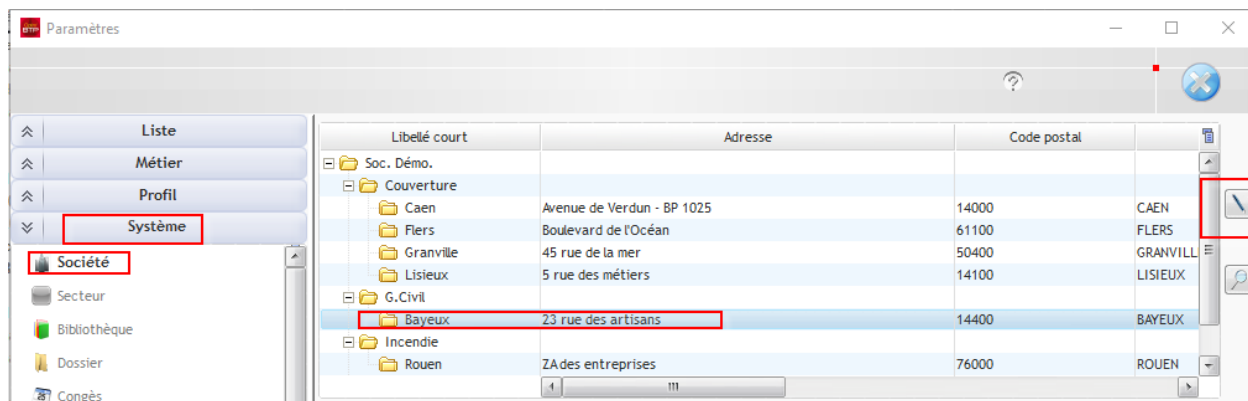 Paramètres
Liste
Métier
Profil
Système
Société
Secteur
Bibliothèque
Dossier
Congès
Libellé court Adresse Code postal
Soc. Démo.
Couverture
Caen Avenue de Verdun - BP 1025 14000 CAEN
Flers Boulevard de l'Océan 61100 FLERS
Granville 45 rue de la mer 50400 GRANVILL
Lisieux 5 rue des métiers 14100 LISIEUX
G.Civil
Bayeux 23 rue des artisans 14400 BAYEUX
Incendie
Rouen ZA des entreprises 76000 ROUEN